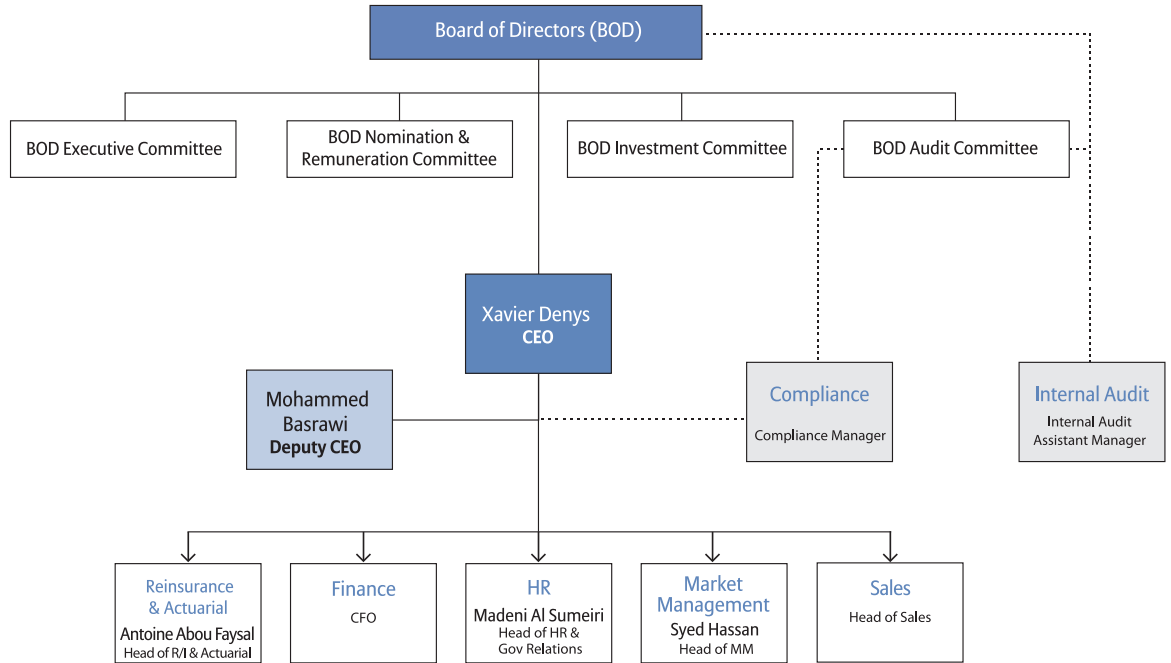 Board of Directors (BOD)
BOD Executive Committee
BOD Nomination &
Remuneration Committee
BOD Investment Committee
BOD Audit Committee
Xavier Denys
CEO
Mohammed
Basrawi
Deputy CEO
Compliance
Compliance Manager
Internal Audit
Internal Audit
Assistant Manager
Reinsurance
& Actuarial
Antoine Abou Faysal
Head of R/I & Actuarial
Finance
CFO
HR
Madeni Al Sumeiri
Head of HR &
Gov Relations
Market
Management
Syed Hassan
Head of MM
Sales
Head of Sales